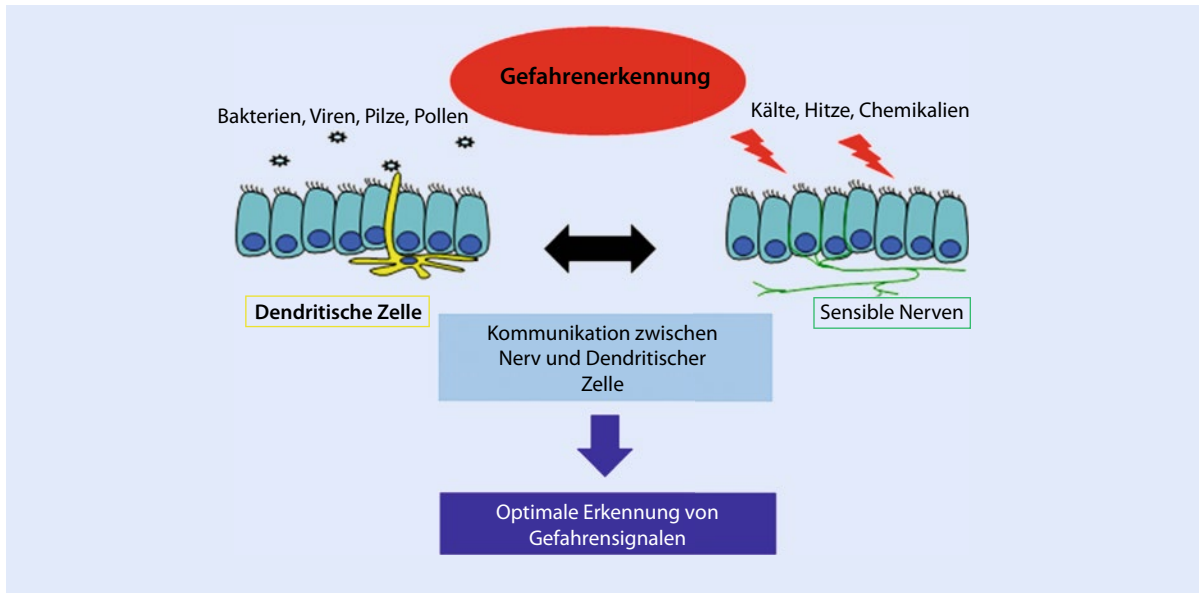 Gefahrenerkennung
Bakterien, Viren, Pilze, Pollen
Kälte, Hitze, Chemikalien
Dendritische Zelle
Sensible Nerven
Kommunikation zwischen
Nerv und Dendritischer
Zelle
Optimale Erkennung von
Gefahrensignalen